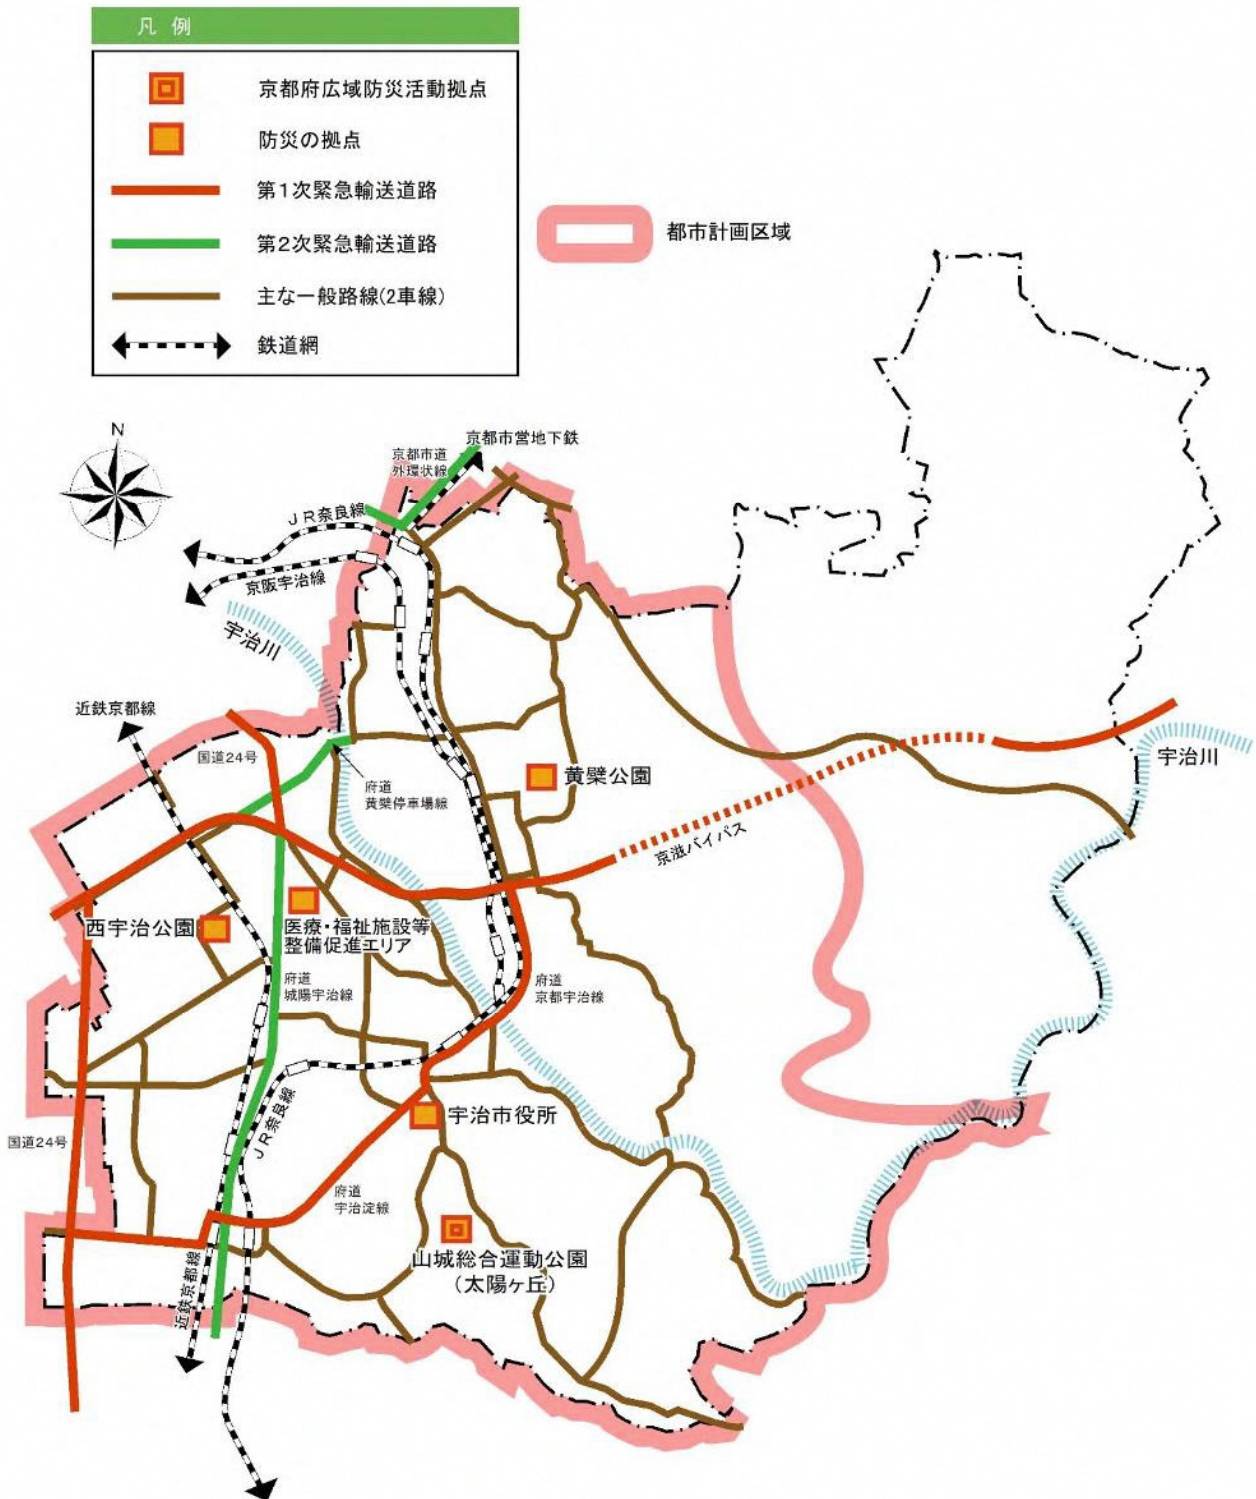 凡例
京都府広域防災活動拠点
防災の拠点
第1次緊急輸送道路
第2次緊急輸送道路
主な一般路線(2車線)
鉄道網
都市計画区域
N
京都市営地下鉄
京都市道
外環状線
JR奈良線
京阪宇治線
宇治川
近鉄京都線
国道24号
府道
黄檗停車場線
黄檗公園
宇治川
京滋バイパス
西宇治公園
医療・福祉施設等
整備促進エリア
府道
城陽宇治線
府道
京都宇治線
JR奈良線
宇治市役所
国道24号
府道
宇治淀線
山城総合運動公園
(太陽ヶ丘)
近鉄京都線